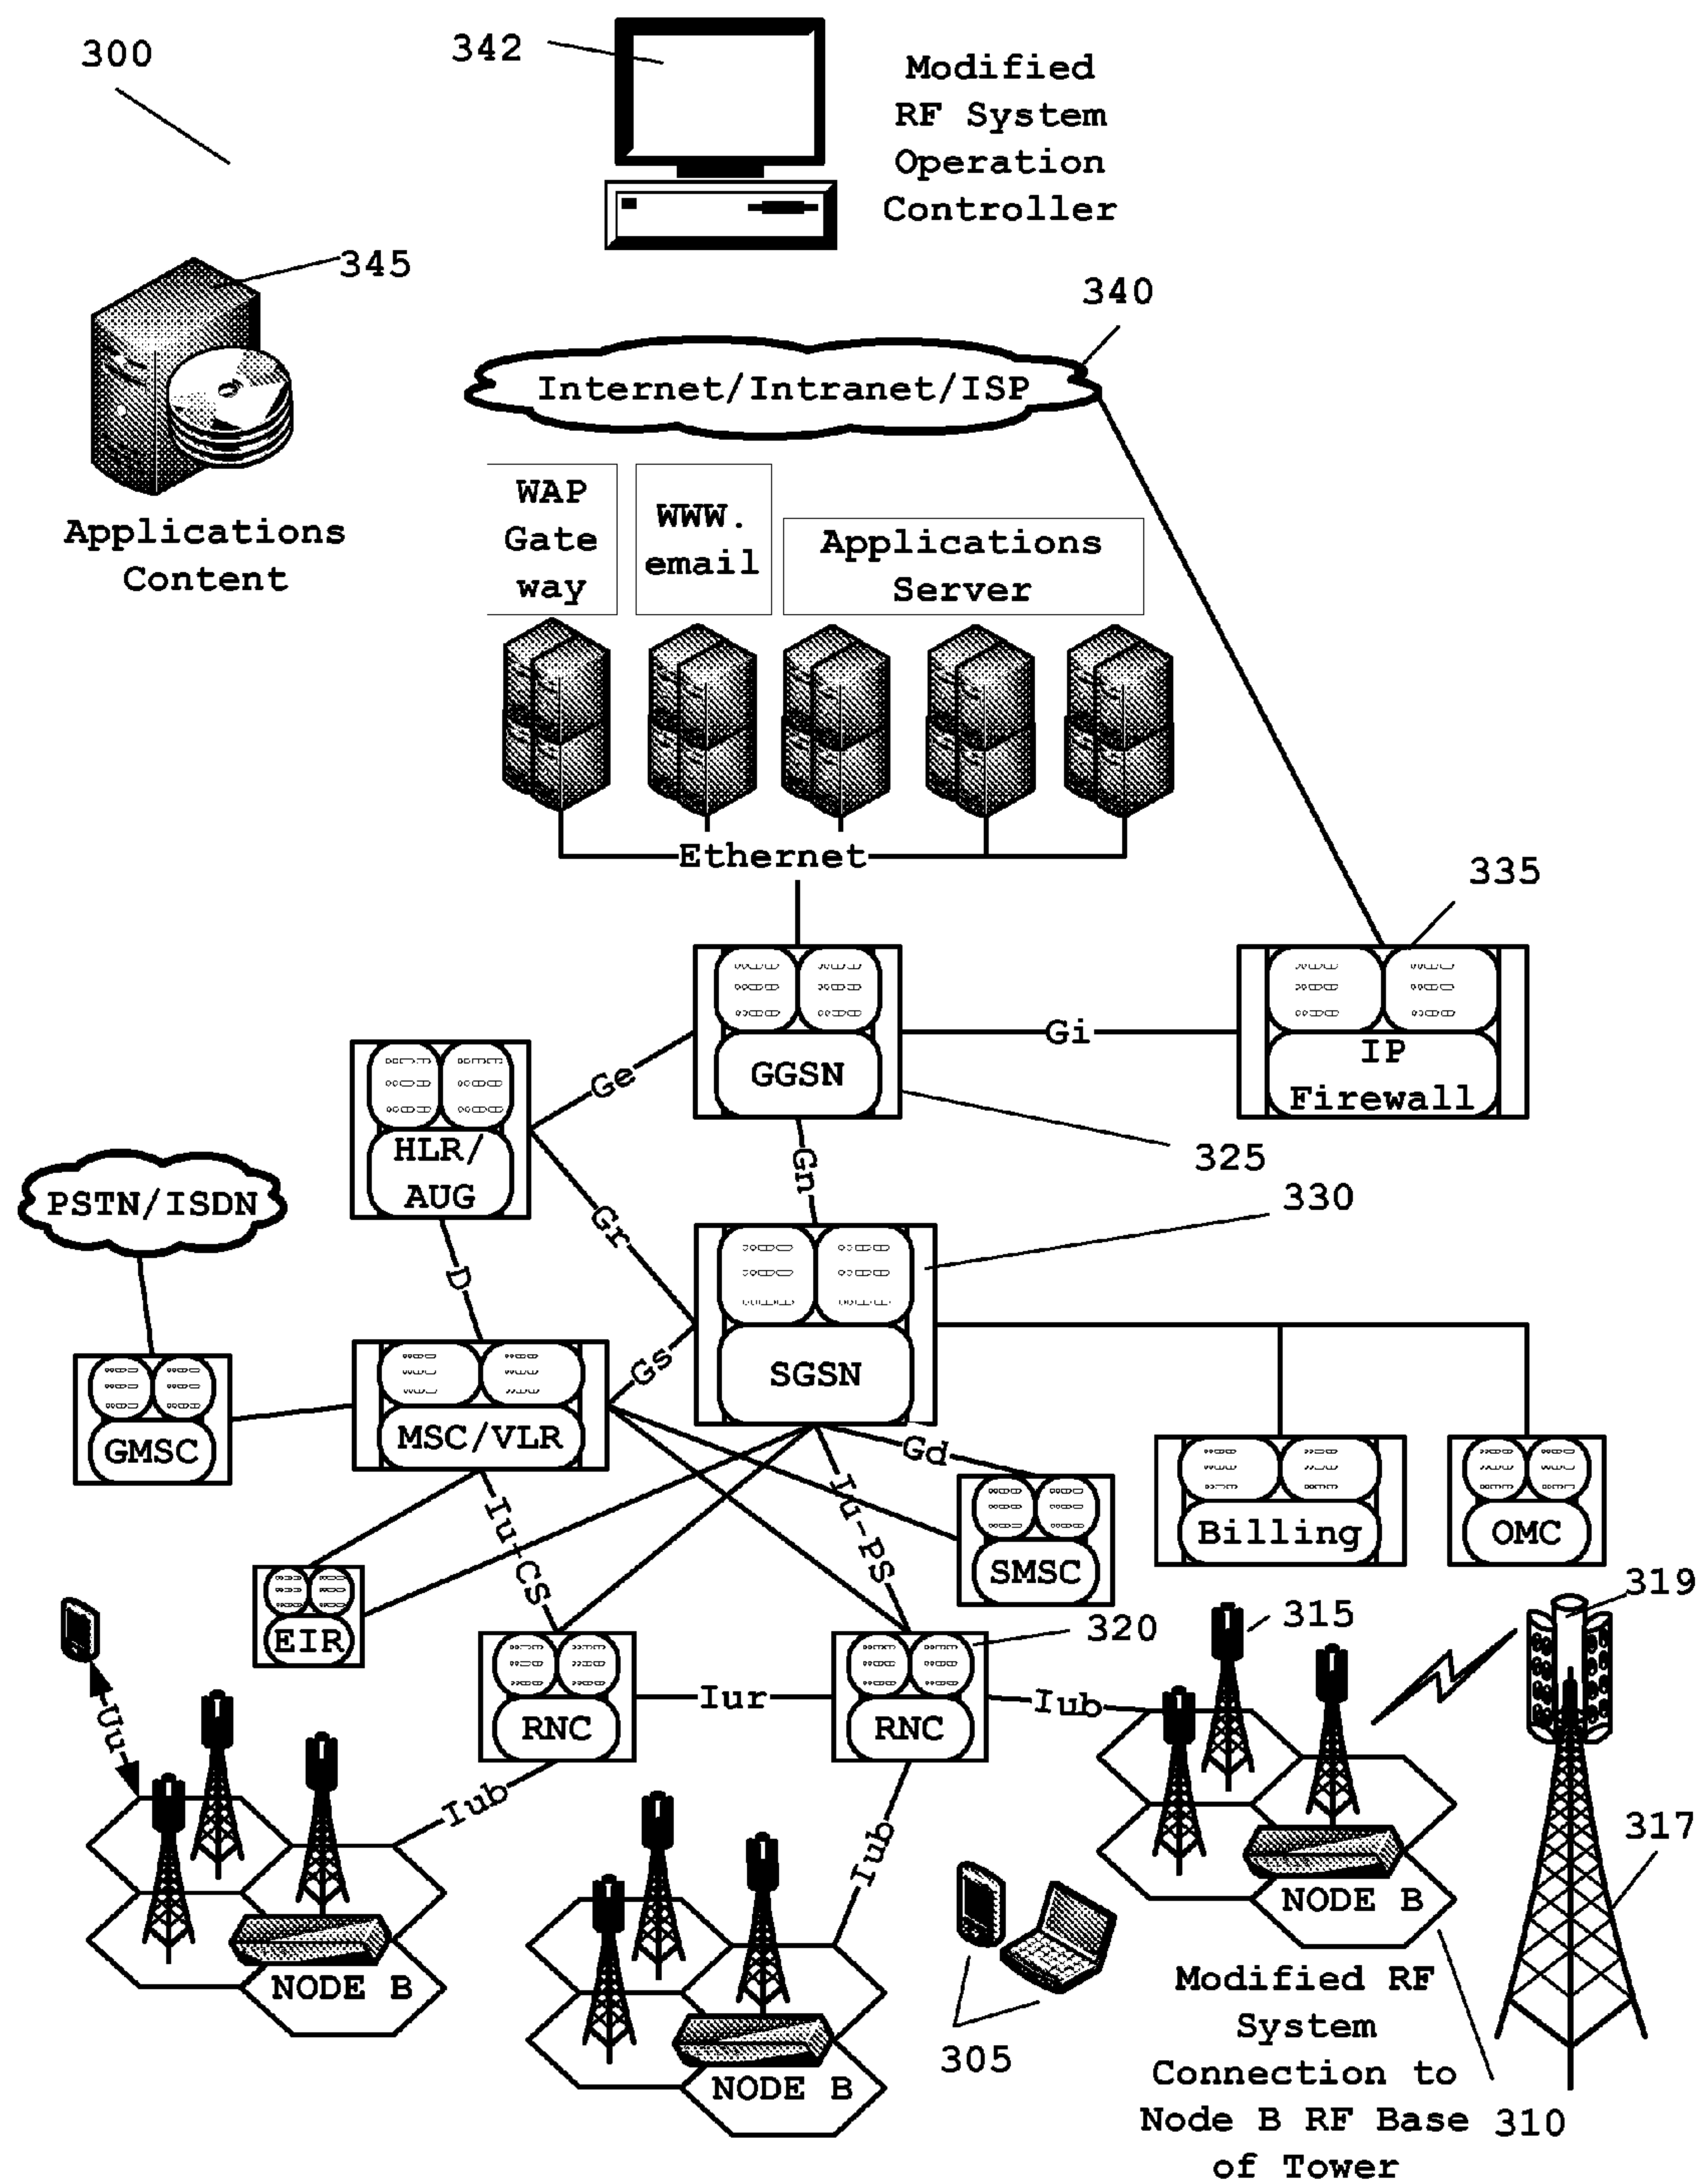 300
342
Modified
RF System
Operation
Controller
345
340
Internet/Intranet/ISP
Applications
Content
WAP
Gate
way
WWW.
email
Applications
Server
Ethernet
335
Ge
GGSN
Gi
IP
Firewall
HLR/
AUG
Gn
325
330
PSTN/ISDN
Gr
D
SGSN
Gs
GMSC
MSC/VLR
Gd
Iu-CS
Iu-PS
SMSC
Billing
OMC
EIR
319
315
320
Uu
RNC
Iur
RNC
Iub
Iub
Iub
317
NODE B
NODE B
NODE B
305
310
Modified RF
System
Connection to
Node B RF Base
of Tower